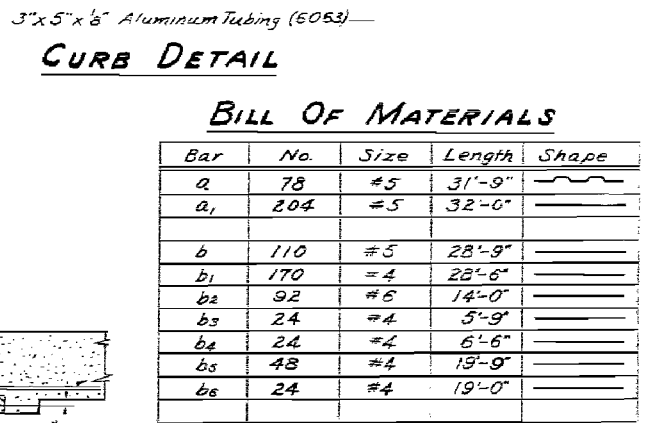 3"x5"x⅛" Aluminum Tubing (6063)
CURB DETAIL
BILL OF MATERIALS
Bar No. Size Length Shape
a 78 #5 31'-9"
a1 204 #5 32'-0"
b 110 #5 28'-9"
b1 170 #4 28'-6"
b2 92 #6 14'-0"
b3 24 #4 5'-9"
b4 24 #4 6'-6"
b5 48 #4 19'-9"
b6 24 #4 19'-0"